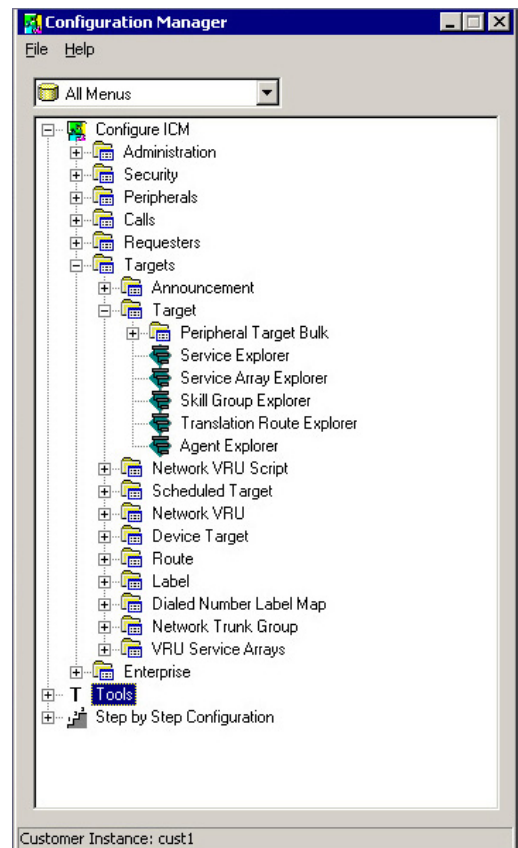 Configuration Manager
File Help
All Menus
Configure ICM
Administration
Security
Peripherals
Calls
Requesters
Targets
Announcement
Target
Peripheral Target Bulk
Service Explorer
Service Array Explorer
Skill Group Explorer
Translation Route Explorer
Agent Explorer
Network VRU Script
Scheduled Target
Network VRU
Device Target
Route
Label
Dialed Number Label Map
Network Trunk Group
VRU Service Arrays
Enterprise
T Tools
Step by Step Configuration
Customer Instance: cust1